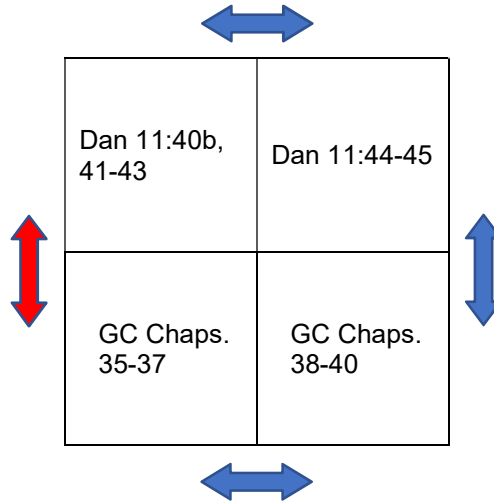 Dan 11:40b,
41-43
Dan 11:44-45
GC Chaps.
35-37
GC Chaps.
38-40